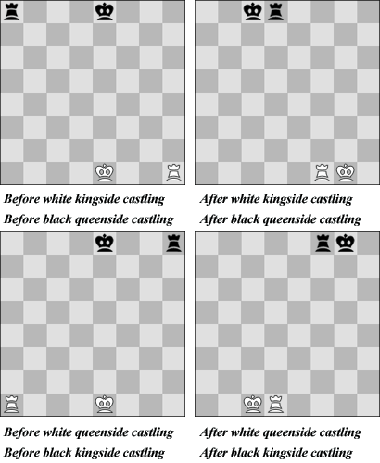 Before white kingside castling
Before black queenside castling
After white kingside castling
After black queenside castling
Before white queenside castling
Before black kingside castling
After white queenside castling
After black kingside castling